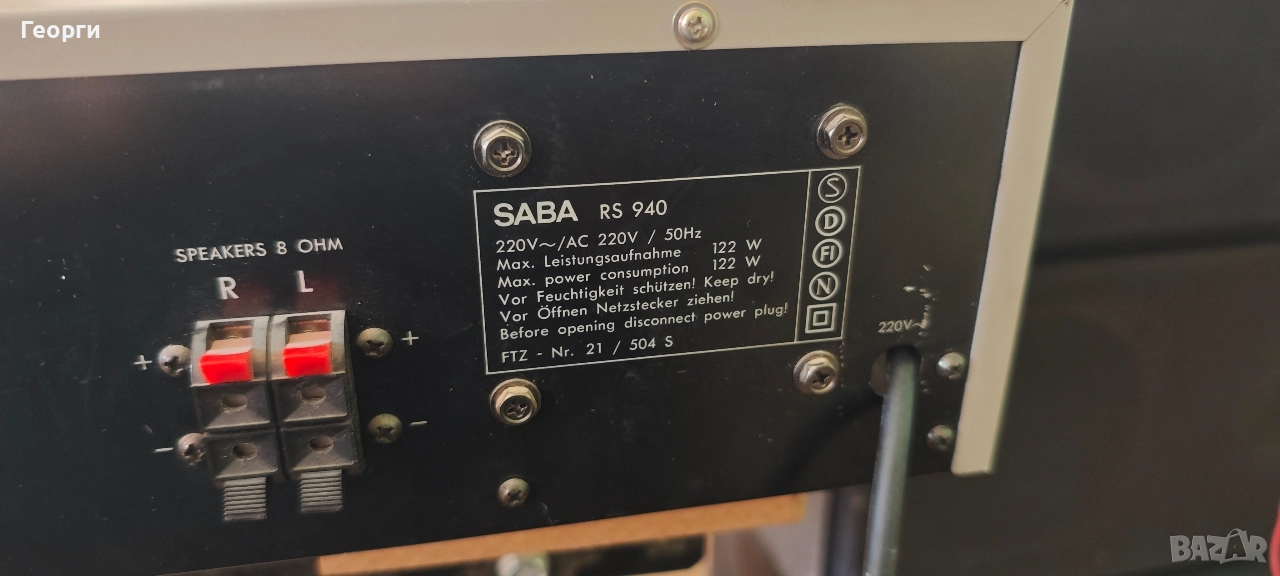 Георги
SPEAKERS 8 OHM
R L
+ +
- -
SABA RS 940
220V~/AC 220V / 50Hz
Max. Leistungsaufnahme 122 W
Max. power consumption 122 W
Vor Feuchtigkeit schützen! Keep dry!
Vor Öffnen Netzstecker ziehen!
Before opening disconnect power plug!
FTZ - Nr. 21 / 504 S
S
D
FI
N
220V~
BAZAR